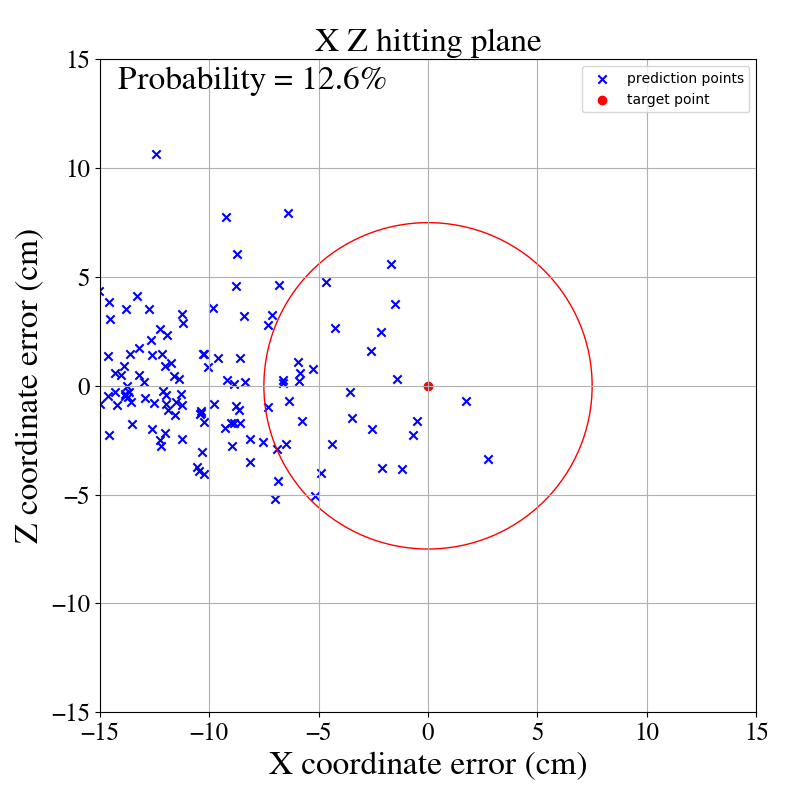 X Z hitting plane
Probability = 12.6%
prediction points
target point
15
10
5
0
−5
−10
−15
Z coordinate error (cm)
−15 −10 −5 0 5 10 15
X coordinate error (cm)